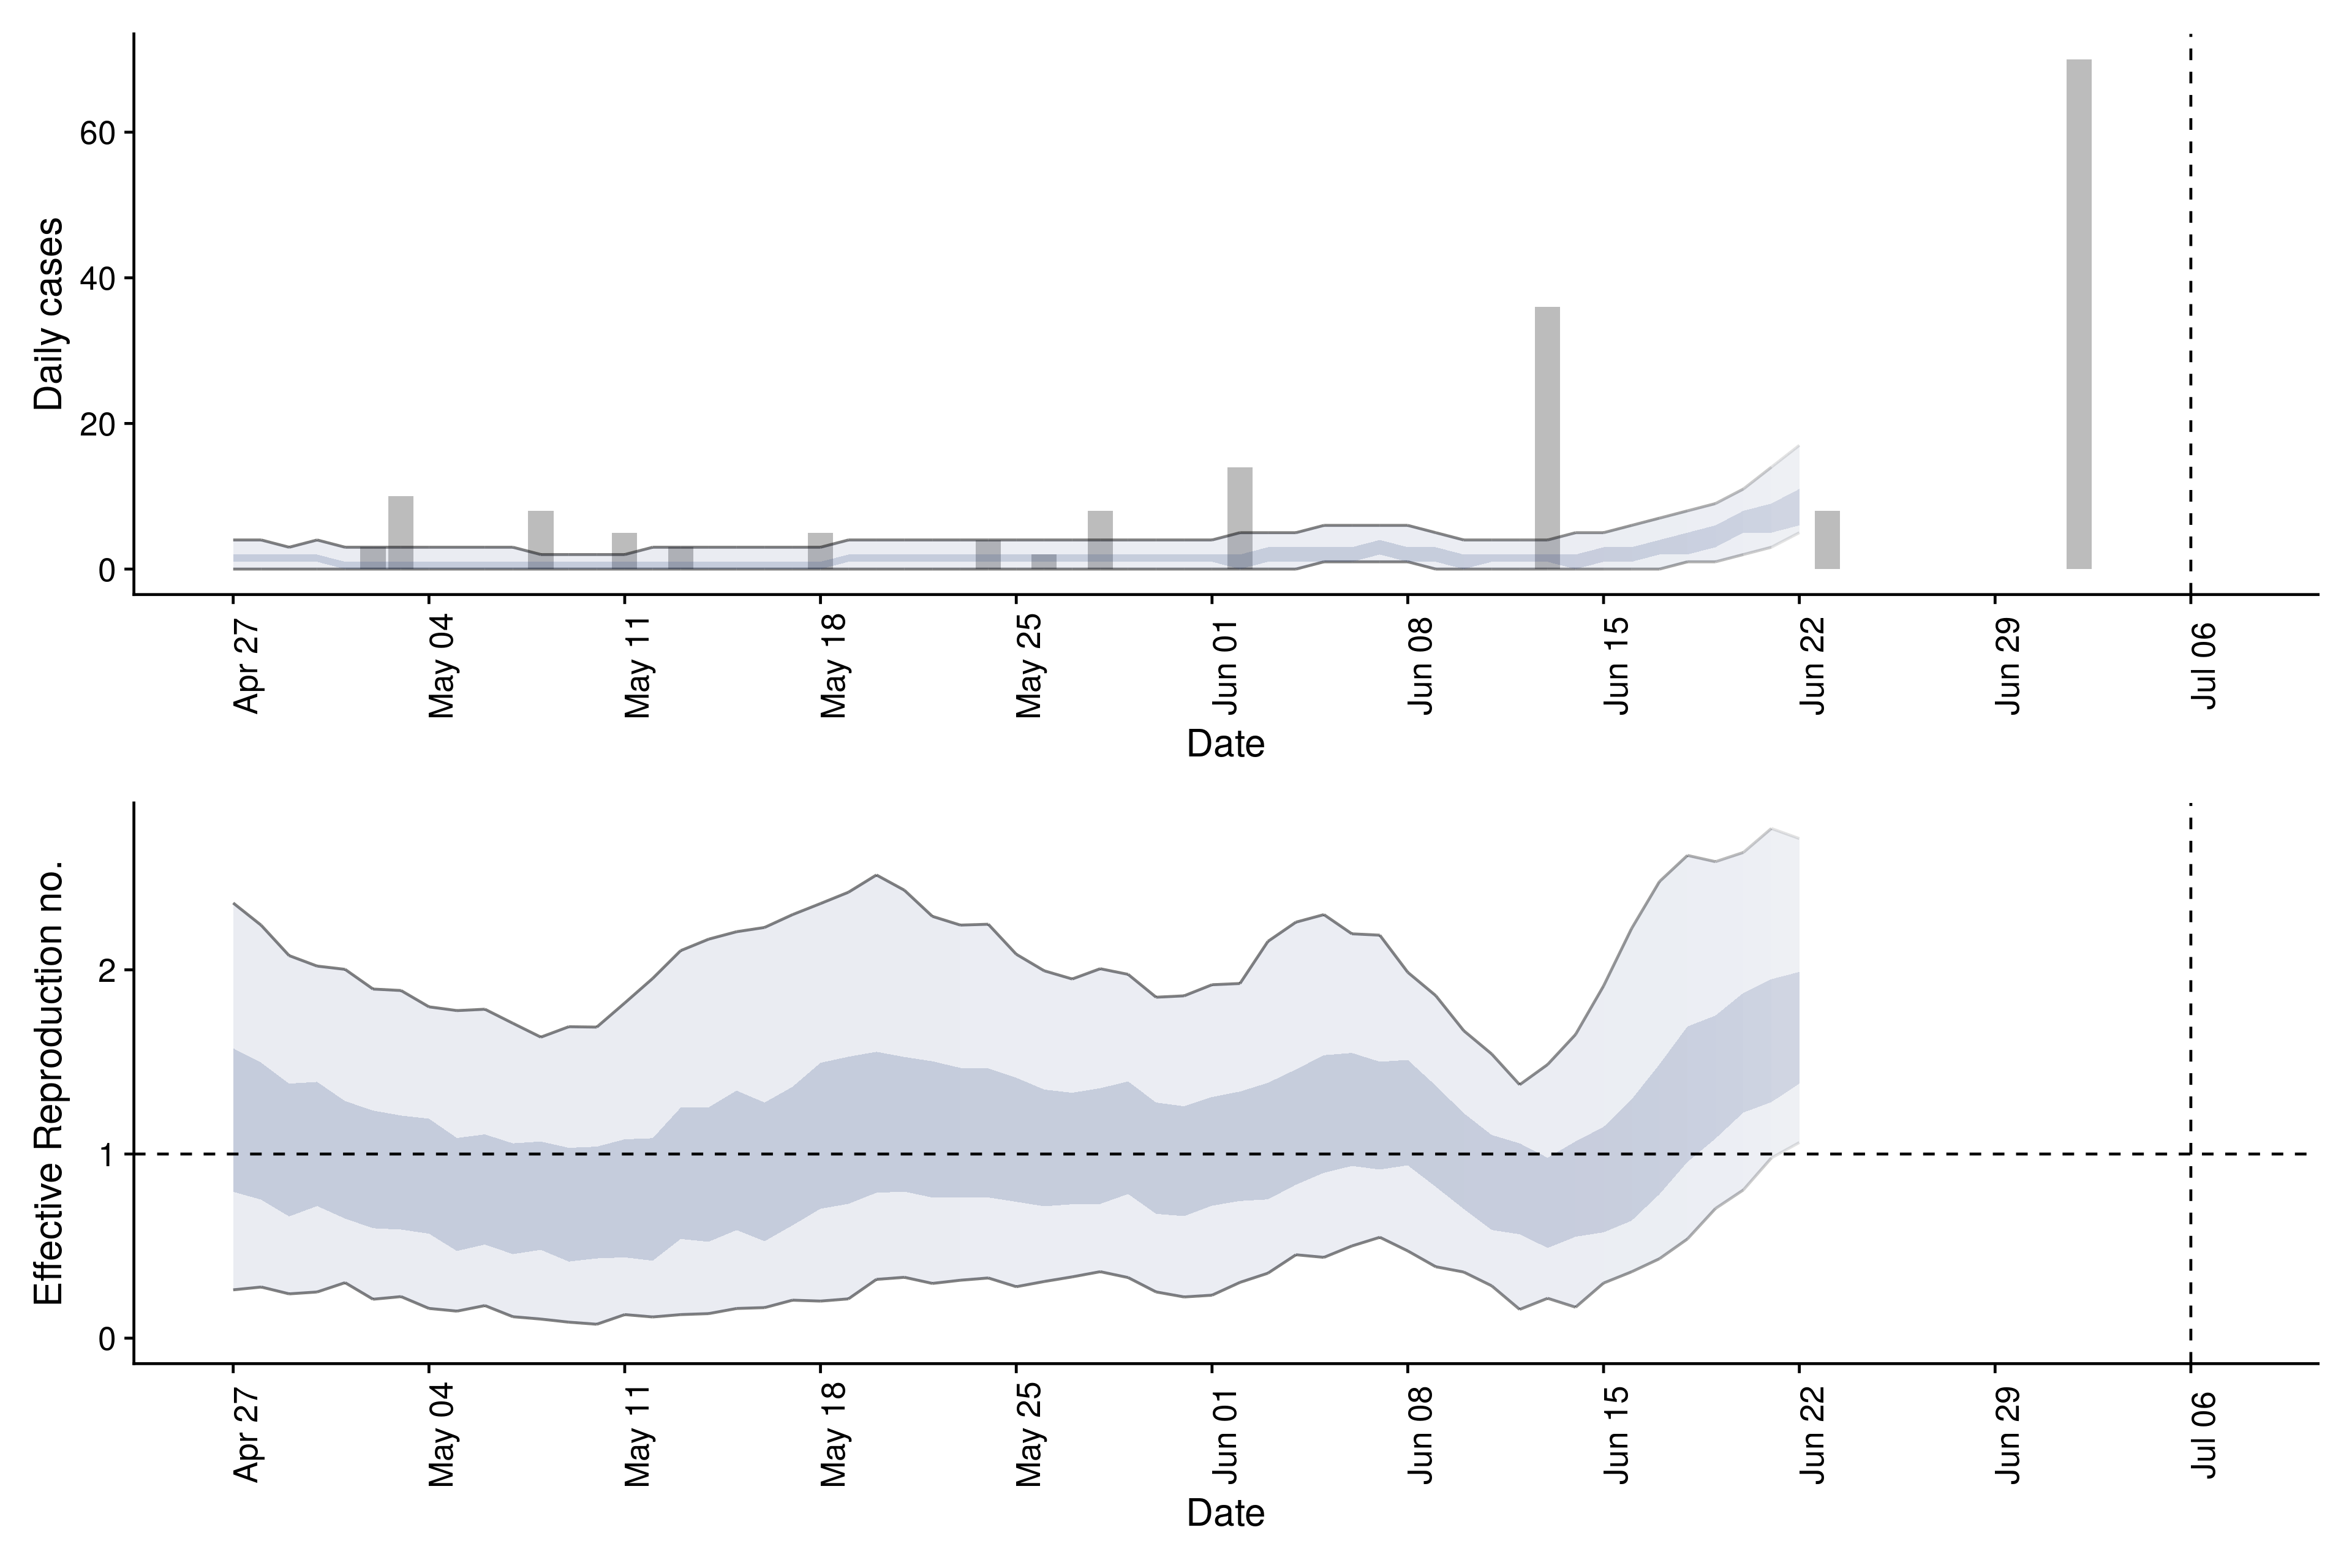 Daily cases
60
40
20
0
Apr 27
May 04
May 11
May 18
May 25
Jun 01
Jun 08
Jun 15
Jun 22
Jun 29
Jul 06
Date
Effective Reproduction no.
2
1
0
Apr 27
May 04
May 11
May 18
May 25
Jun 01
Jun 08
Jun 15
Jun 22
Jun 29
Jul 06
Date